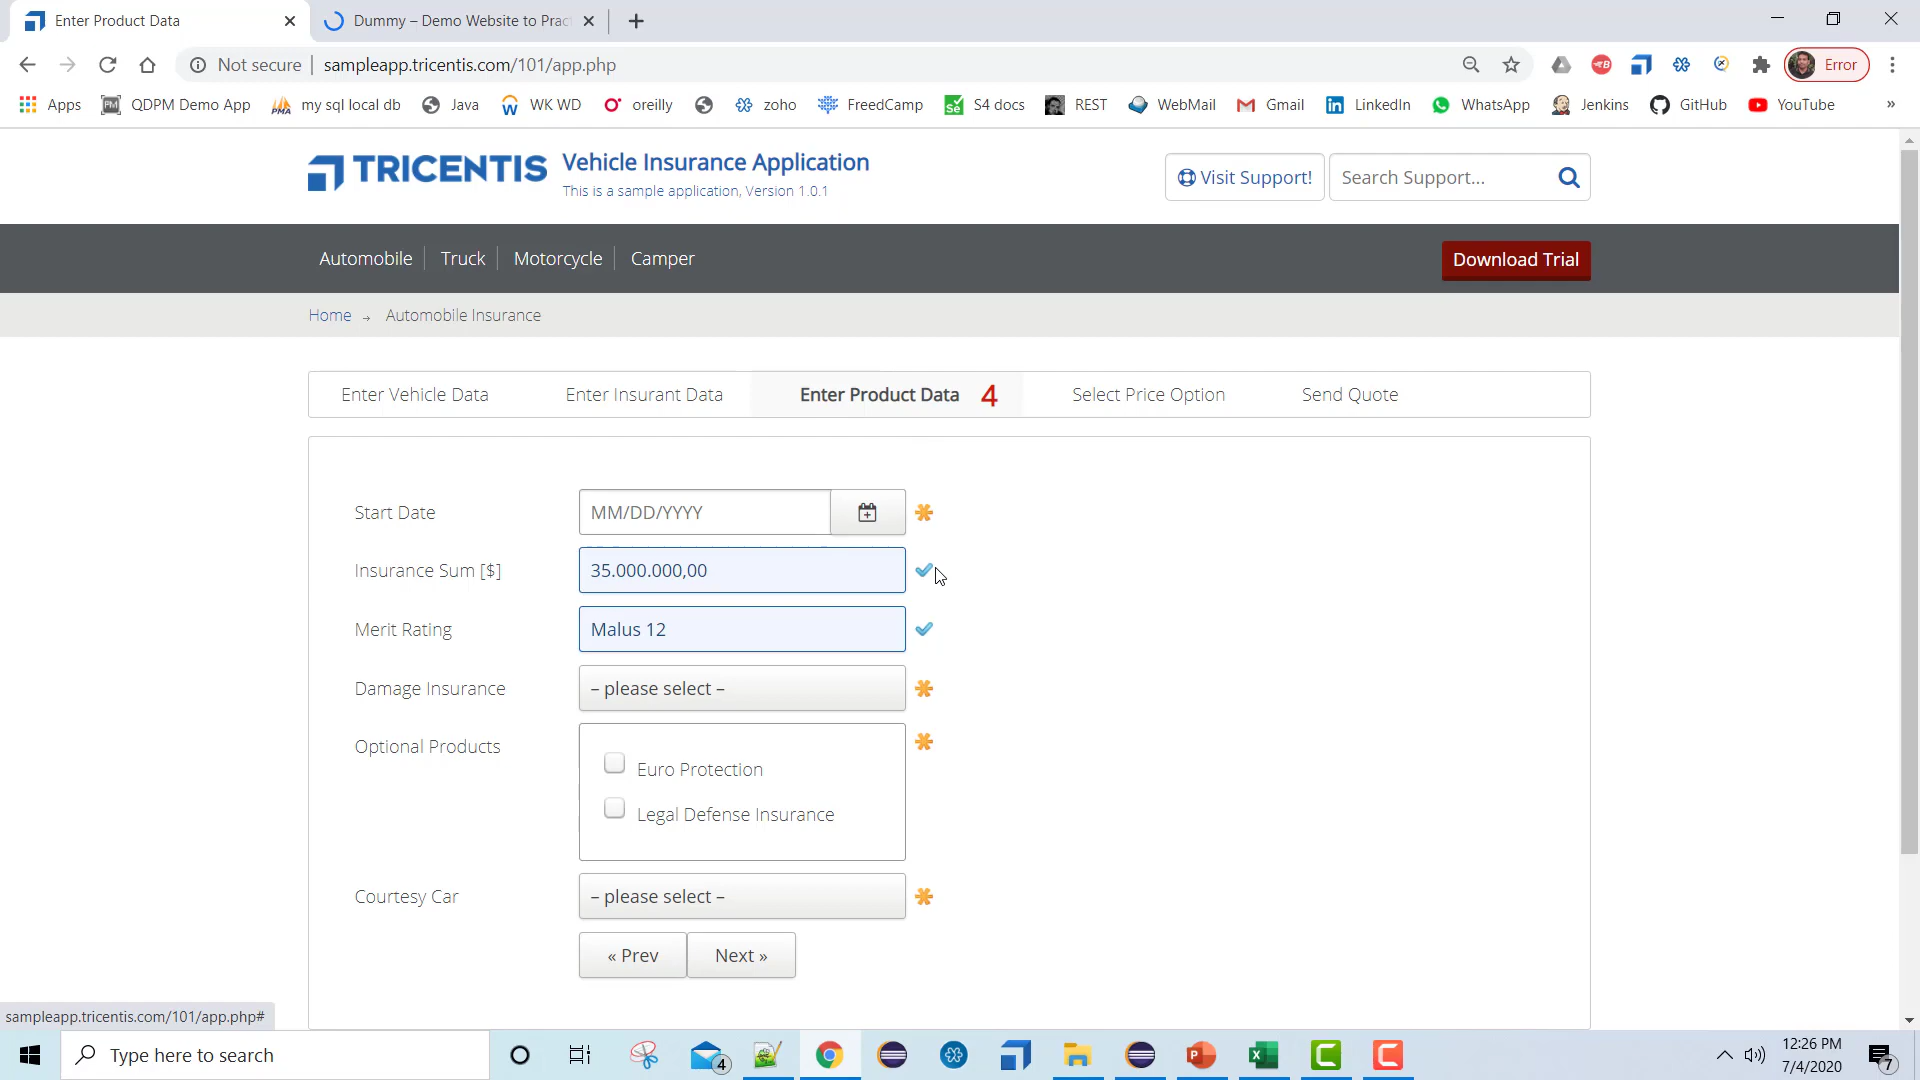 Enter Product Data
Dummy – Demo Website to Prac
Not secure
sampleapp.tricentis.com/101/app.php
Error
Apps
QDPM Demo App
my sql local db
Java
WK WD
oreilly
zoho
FreedCamp
S4 docs
REST
WebMail
Gmail
LinkedIn
WhatsApp
Jenkins
GitHub
YouTube
»
TRICENTIS
Vehicle Insurance Application
This is a sample application, Version 1.0.1
Visit Support!
Search Support...
Automobile
Truck
Motorcycle
Camper
Download Trial
Home → Automobile Insurance
Enter Vehicle Data
Enter Insurant Data
Enter Product Data 4
Select Price Option
Send Quote
Start Date
MM/DD/YYYY
Insurance Sum [$]
35.000.000,00
Merit Rating
Malus 12
Damage Insurance
– please select –
Optional Products
Euro Protection
Legal Defense Insurance
Courtesy Car
– please select –
« Prev
Next »
sampleapp.tricentis.com/101/app.php#
Type here to search
4
12:26 PM
7/4/2020
7